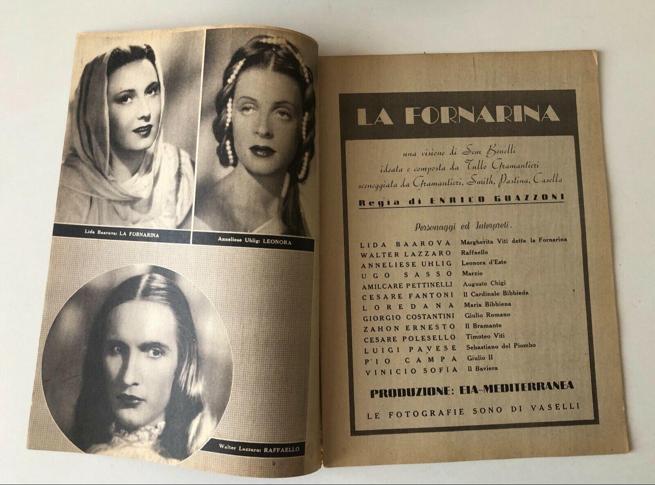 Lida Baarova: LA FORNARINA
Anneliese Uhlig: LEONORA
Walter Lazzaro: RAFFAELLO
LA FORNARINA
una visione di Sem Benelli
ideata e composta da Tullo Gramantieri
sceneggiata da Gramantieri, Smith, Pastina, Casella
Regia di ENRICO GUAZZONI
Personaggi ed Interpreti:
LIDA BAAROVA Margherita Viti detta la Fornarina
WALTER LAZZARO Raffaello
ANNELIESE UHLIG Leonora d'Este
UGO SASSO Marzio
AMILCARE PETTINELLI Augusto Chigi
CESARE FANTONI Il Cardinale Bibbieda
LOREDANA Maria Bibbiena
GIORGIO COSTANTINI Giulio Romano
ZAHON ERNESTO Il Bramante
CESARE POLESELLO Timoteo Viti
LUIGI PAVESE Sebastiano del Piombo
PIO CAMPA Giulio II
VINICIO SOFIA Il Baviera
PRODUZIONE: EIA-MEDITERRANEA
LE FOTOGRAFIE SONO DI VASELLI